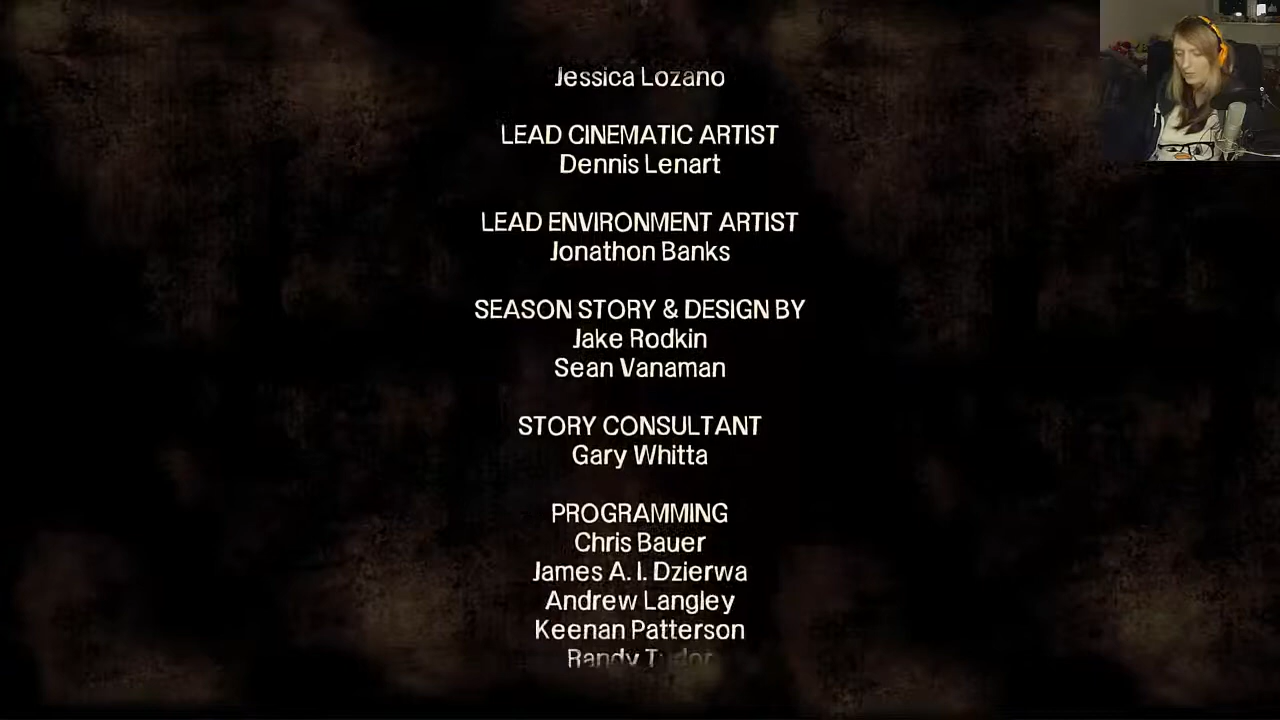 Jessica Lozano
LEAD CINEMATIC ARTIST
Dennis Lenart
LEAD ENVIRONMENT ARTIST
Jonathon Banks
SEASON STORY & DESIGN BY
Jake Rodkin
Sean Vanaman
STORY CONSULTANT
Gary Whitta
PROGRAMMING
Chris Bauer
James A. I. Dzierwa
Andrew Langley
Keenan Patterson
Randy Tudor